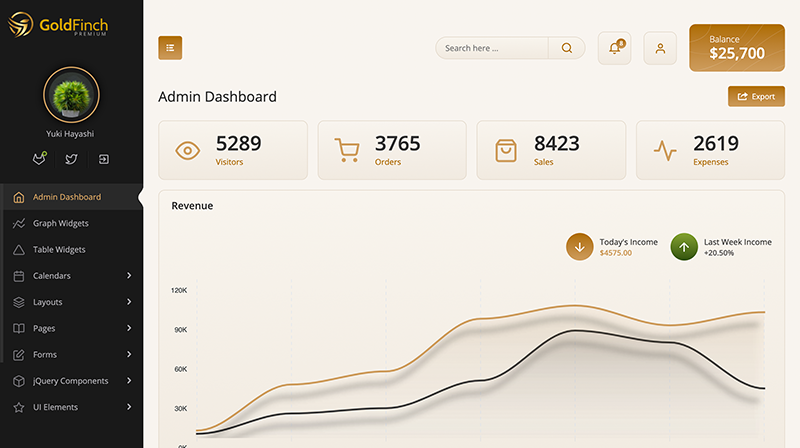 GoldFinch
PREMIUM
Yuki Hayashi
Admin Dashboard
Graph Widgets
Table Widgets
Calendars
Layouts
Pages
Forms
jQuery Components
UI Elements
Search here ...
8
Balance
$25,700
Admin Dashboard
Export
5289
Visitors
3765
Orders
8423
Sales
2619
Expenses
Revenue
Today's Income
$4575.00
Last Week Income
+20.50%
120K
90K
60K
30K
0K